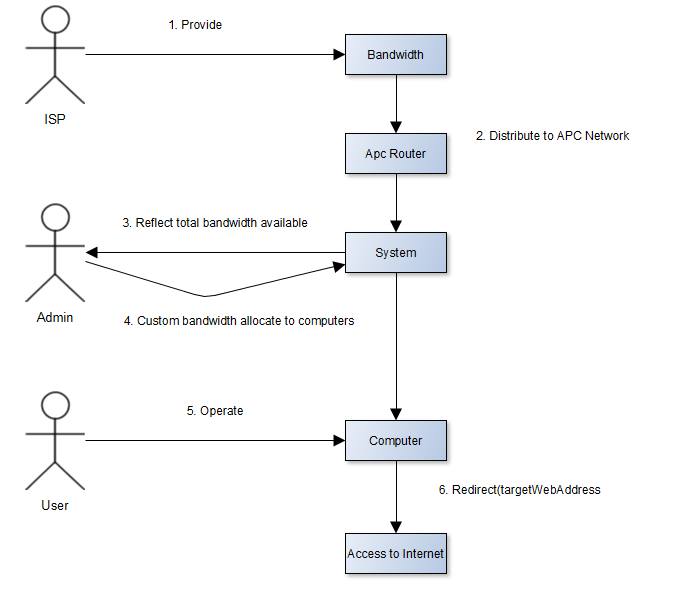 1. Provide
Bandwidth
ISP
2. Distribute to APC Network
Apc Router
3. Reflect total bandwidth available
System
Admin
4. Custom bandwidth allocate to computers
5. Operate
Computer
6. Redirect(targetWebAddress
User
Access to Internet